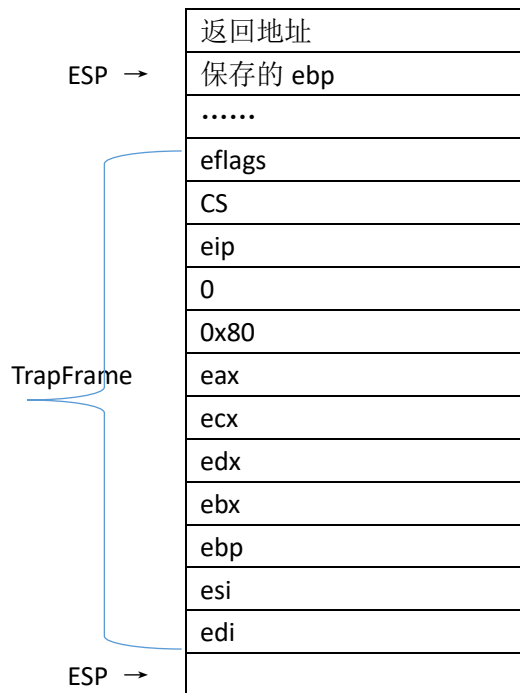 返回地址
ESP → 保存的 ebp
……
eflags
CS
eip
0
0x80
TrapFrame eax
ecx
edx
ebx
ebp
esi
edi
ESP →